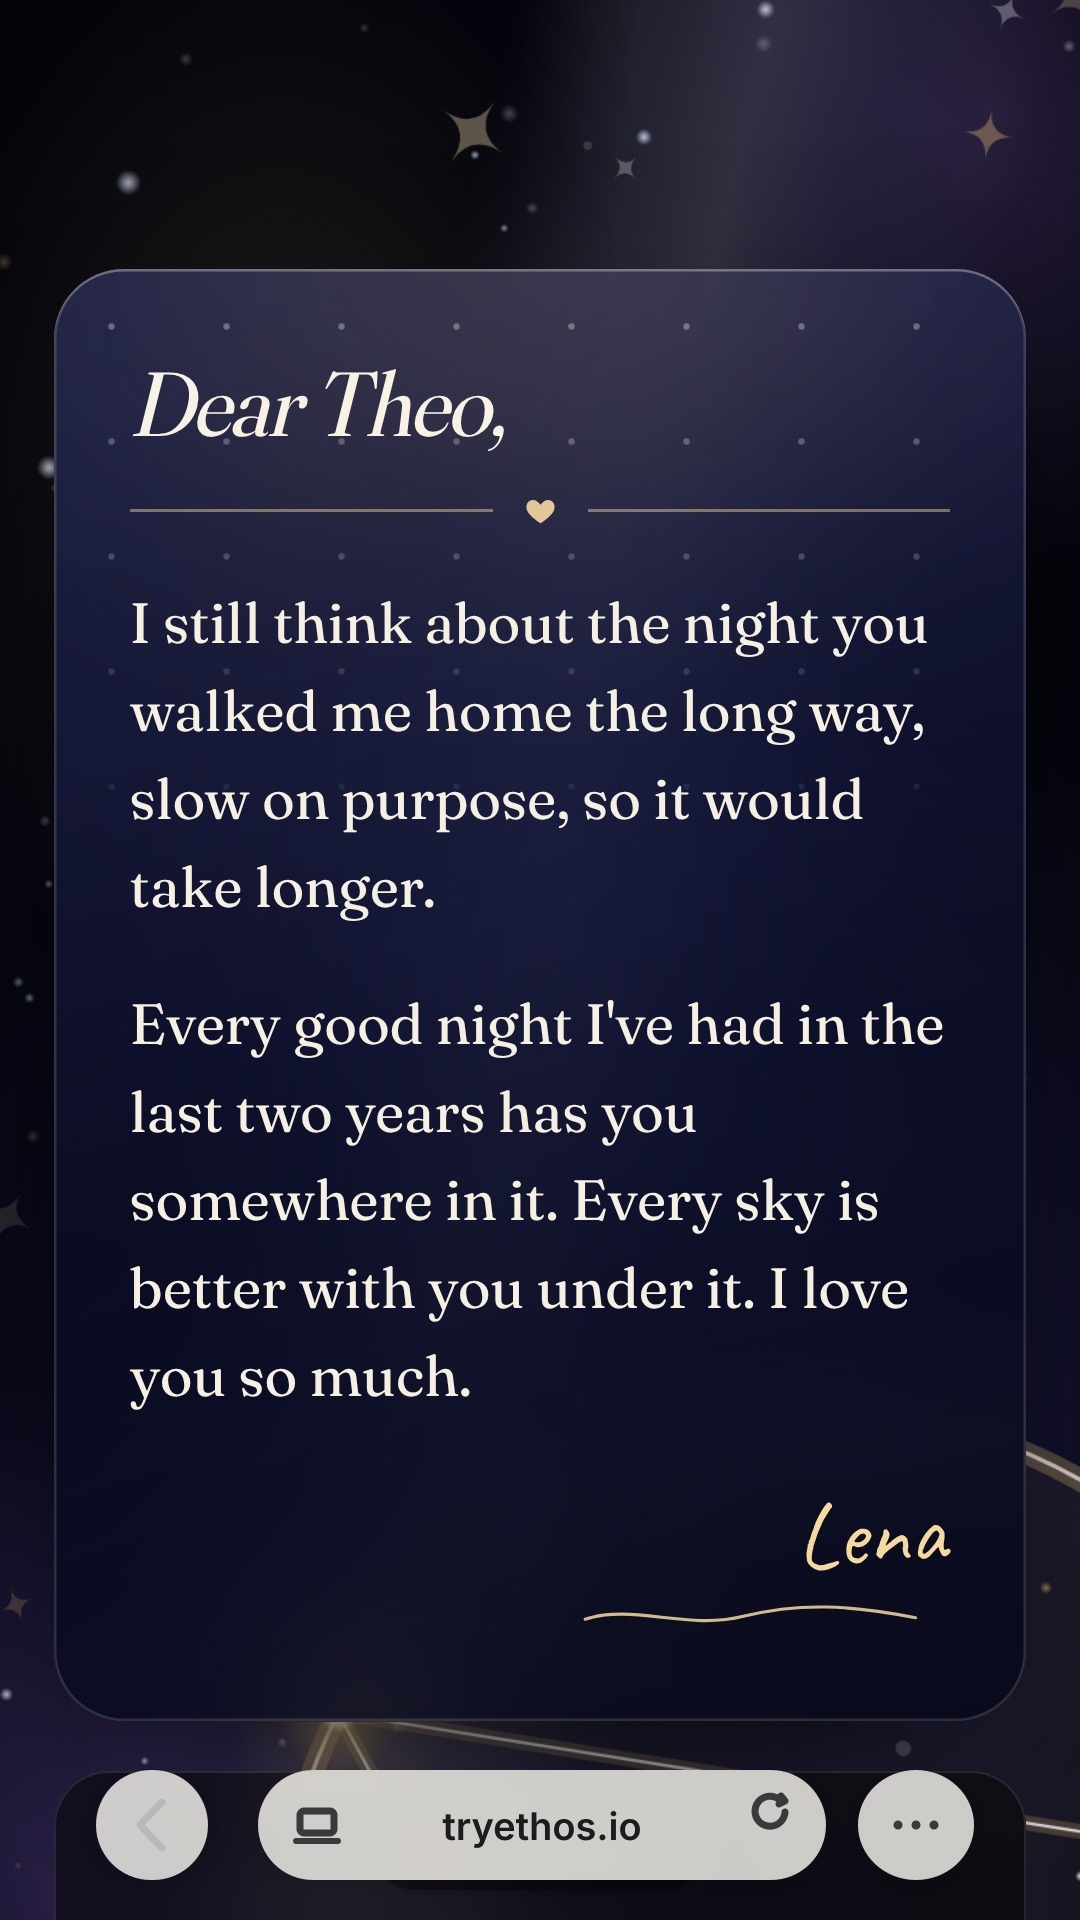 Dear Theo,
I still think about the night you
walked me home the long way,
slow on purpose, so it would
take longer.
Every good night I've had in the
last two years has you
somewhere in it. Every sky is
better with you under it. I love
you so much.
Lena
tryethos.io